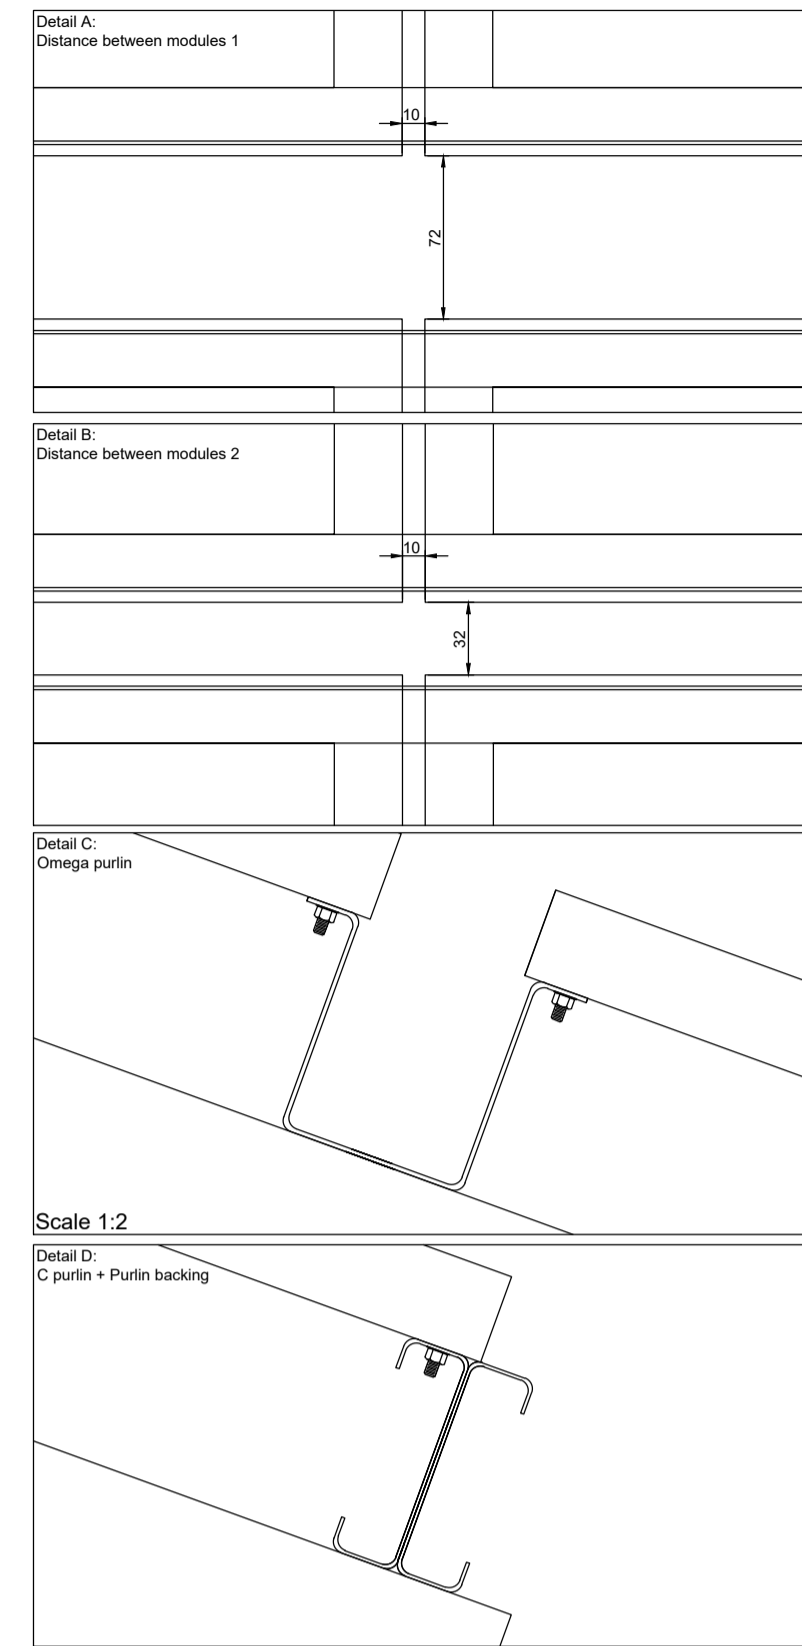 Detail A:
Distance between modules 1
10
72
Detail B:
Distance between modules 2
10
32
Detail C:
Omega purlin
Scale 1:2
Detail D:
C purlin + Purlin backing